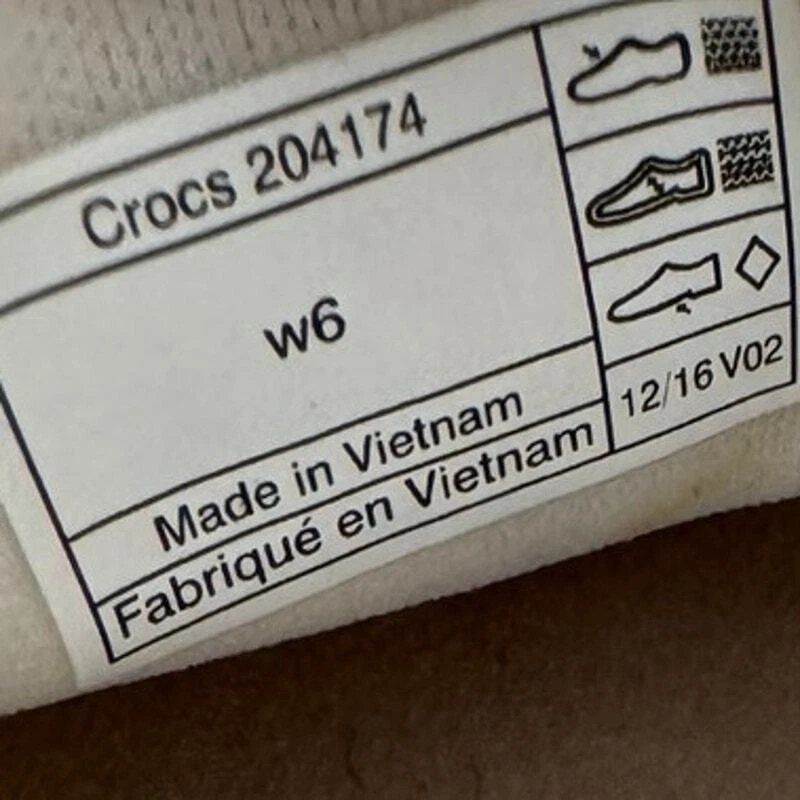 Crocs 204174
w6
Made in Vietnam
Fabriqué en Vietnam
12/16 V02